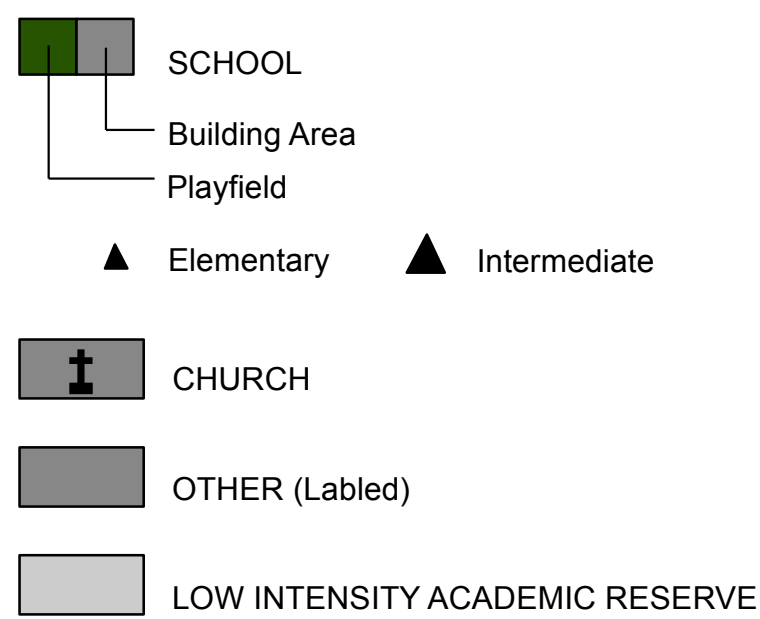 SCHOOL
Building Area
Playfield
Elementary
Intermediate
CHURCH
OTHER (Labled)
LOW INTENSITY ACADEMIC RESERVE